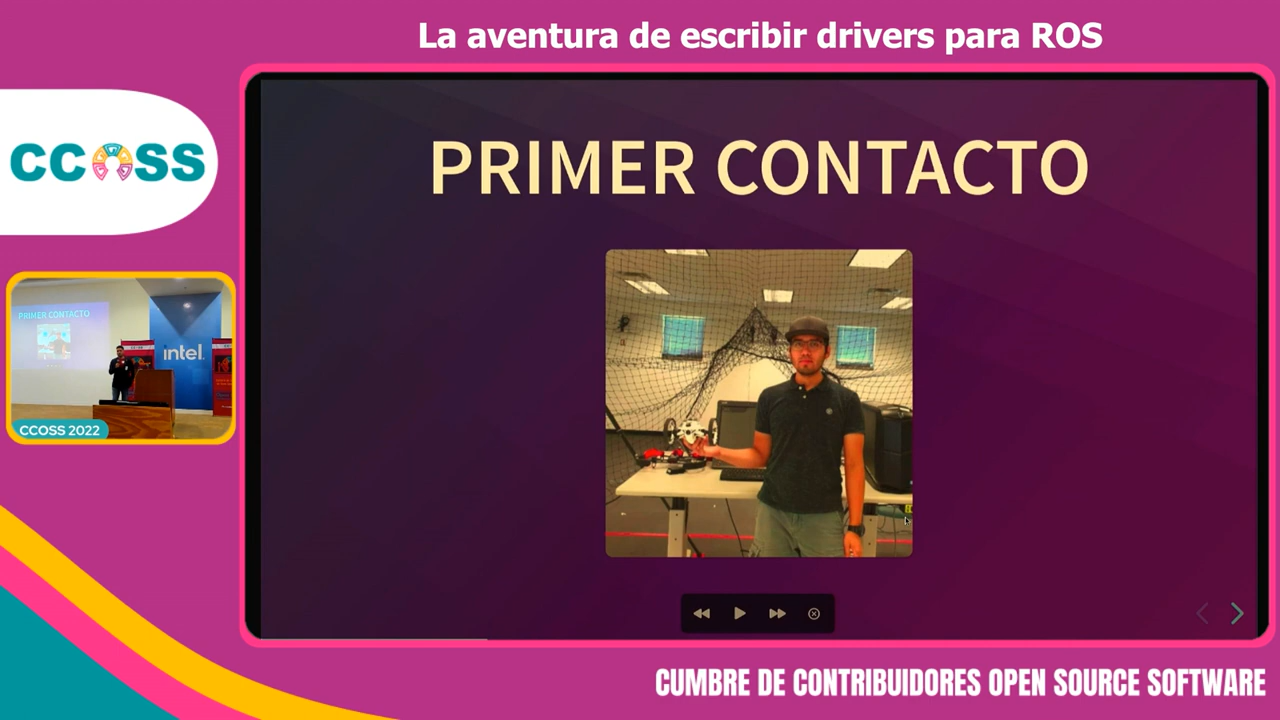 La aventura de escribir drivers para ROS
CCOSS
PRIMER CONTACTO
PRIMER CONTACTO
intel
CCOSS 2022
CUMBRE DE CONTRIBUIDORES OPEN SOURCE SOFTWARE